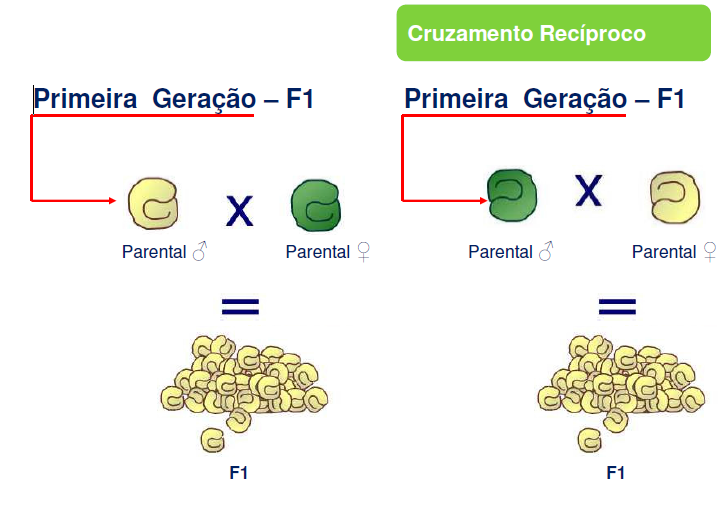 Cruzamento Recíproco
Primeira Geração – F1
Primeira Geração – F1
X
X
Parental ♂
Parental ♀
Parental ♂
Parental ♀
=
=
F1
F1